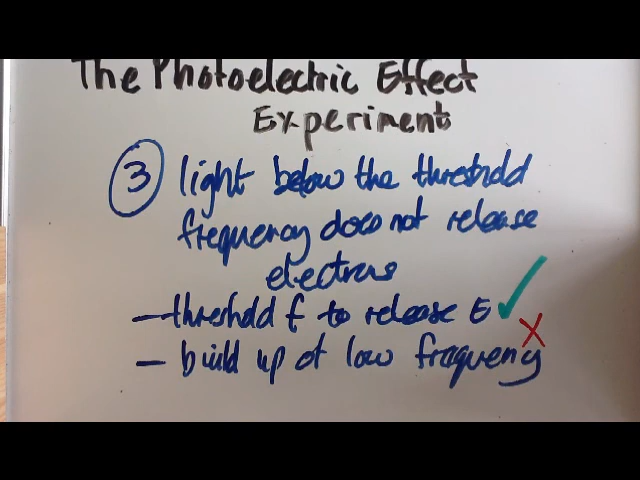 The Photoelectric Effect
Experiment
3 light below the threshold
frequency does not release
electrons
- threshold f to release E ✓
- build up of low frequency X